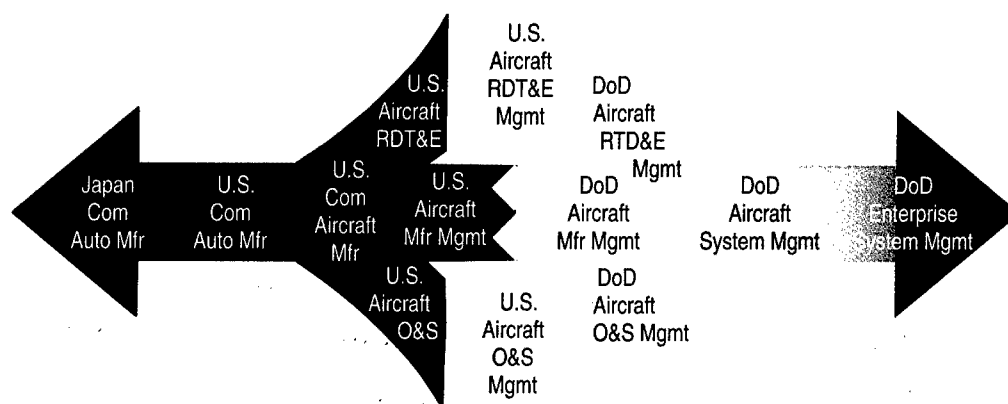 U.S.
Aircraft
RDT&E
Mgmt
U.S.
Aircraft
RDT&E
DoD
Aircraft
RTD&E
Mgmt
Japan
Com
Auto Mfr
U.S.
Com
Auto Mfr
U.S.
Com
Aircraft
Mfr
U.S.
Aircraft
Mfr Mgmt
DoD
Aircraft
Mfr Mgmt
DoD
Aircraft
System Mgmt
DoD
Enterprise
System Mgmt
U.S.
Aircraft
O&S
U.S.
Aircraft
O&S
Mgmt
DoD
Aircraft
O&S Mgmt